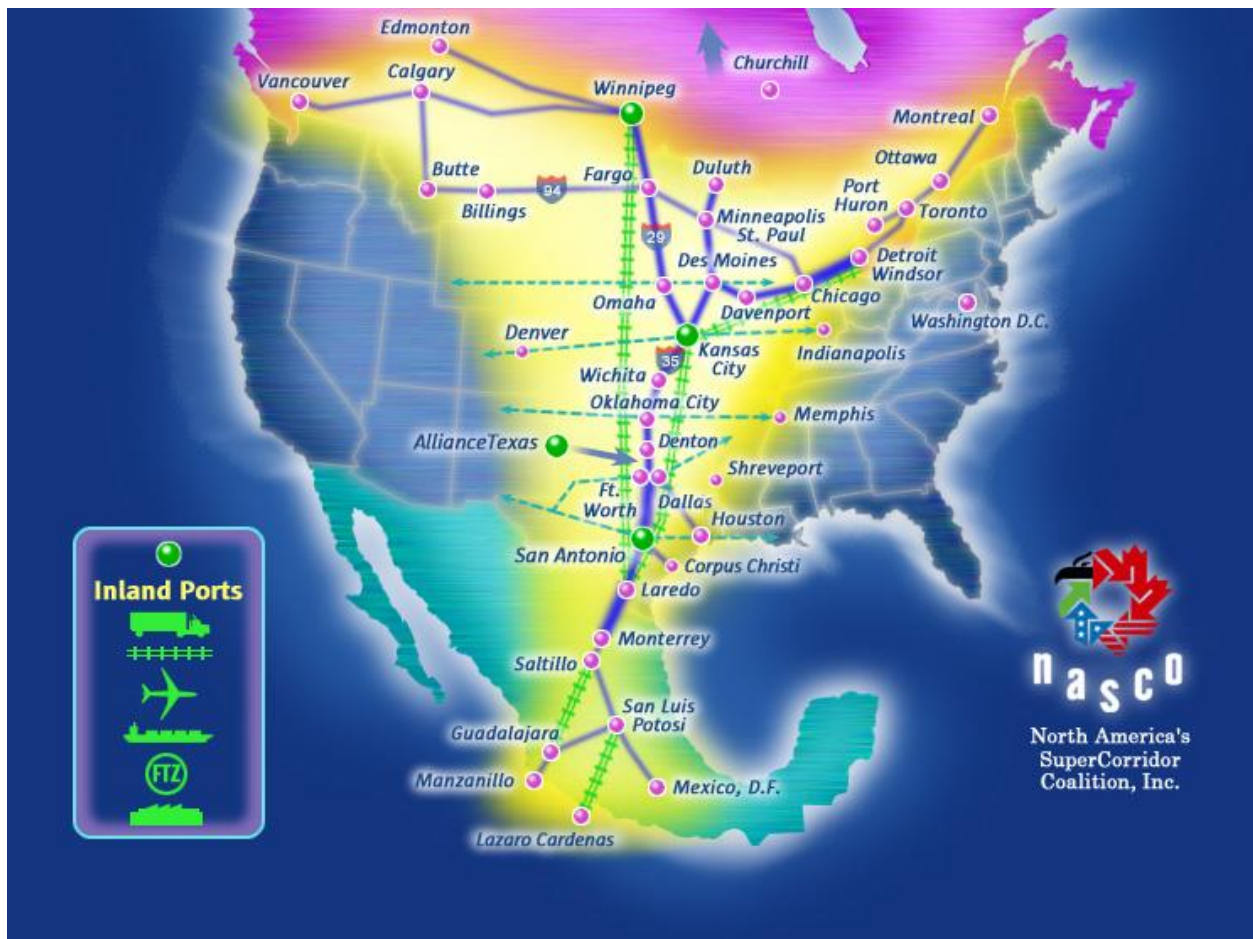 Edmonton
Churchill
Vancouver
Calgary
Winnipeg
Montreal
Ottawa
Butte
Fargo
Duluth
Port
Huron
Toronto
94
Billings
Minneapolis
St. Paul
29
Des Moines
Detroit
Windsor
Omaha
Davenport
Chicago
Washington D.C.
Denver
Kansas
City
Indianapolis
35
Wichita
Oklahoma City
Memphis
AllianceTexas
Denton
Shreveport
Ft.
Worth
Dallas
Houston
San Antonio
Corpus Christi
Laredo
Inland Ports
Monterrey
Saltillo
San Luis
Potosi
Guadalajara
Manzanillo
Mexico, D.F.
Lazaro Cardenas
FTZ
nasco
North America's
SuperCorridor
Coalition, Inc.